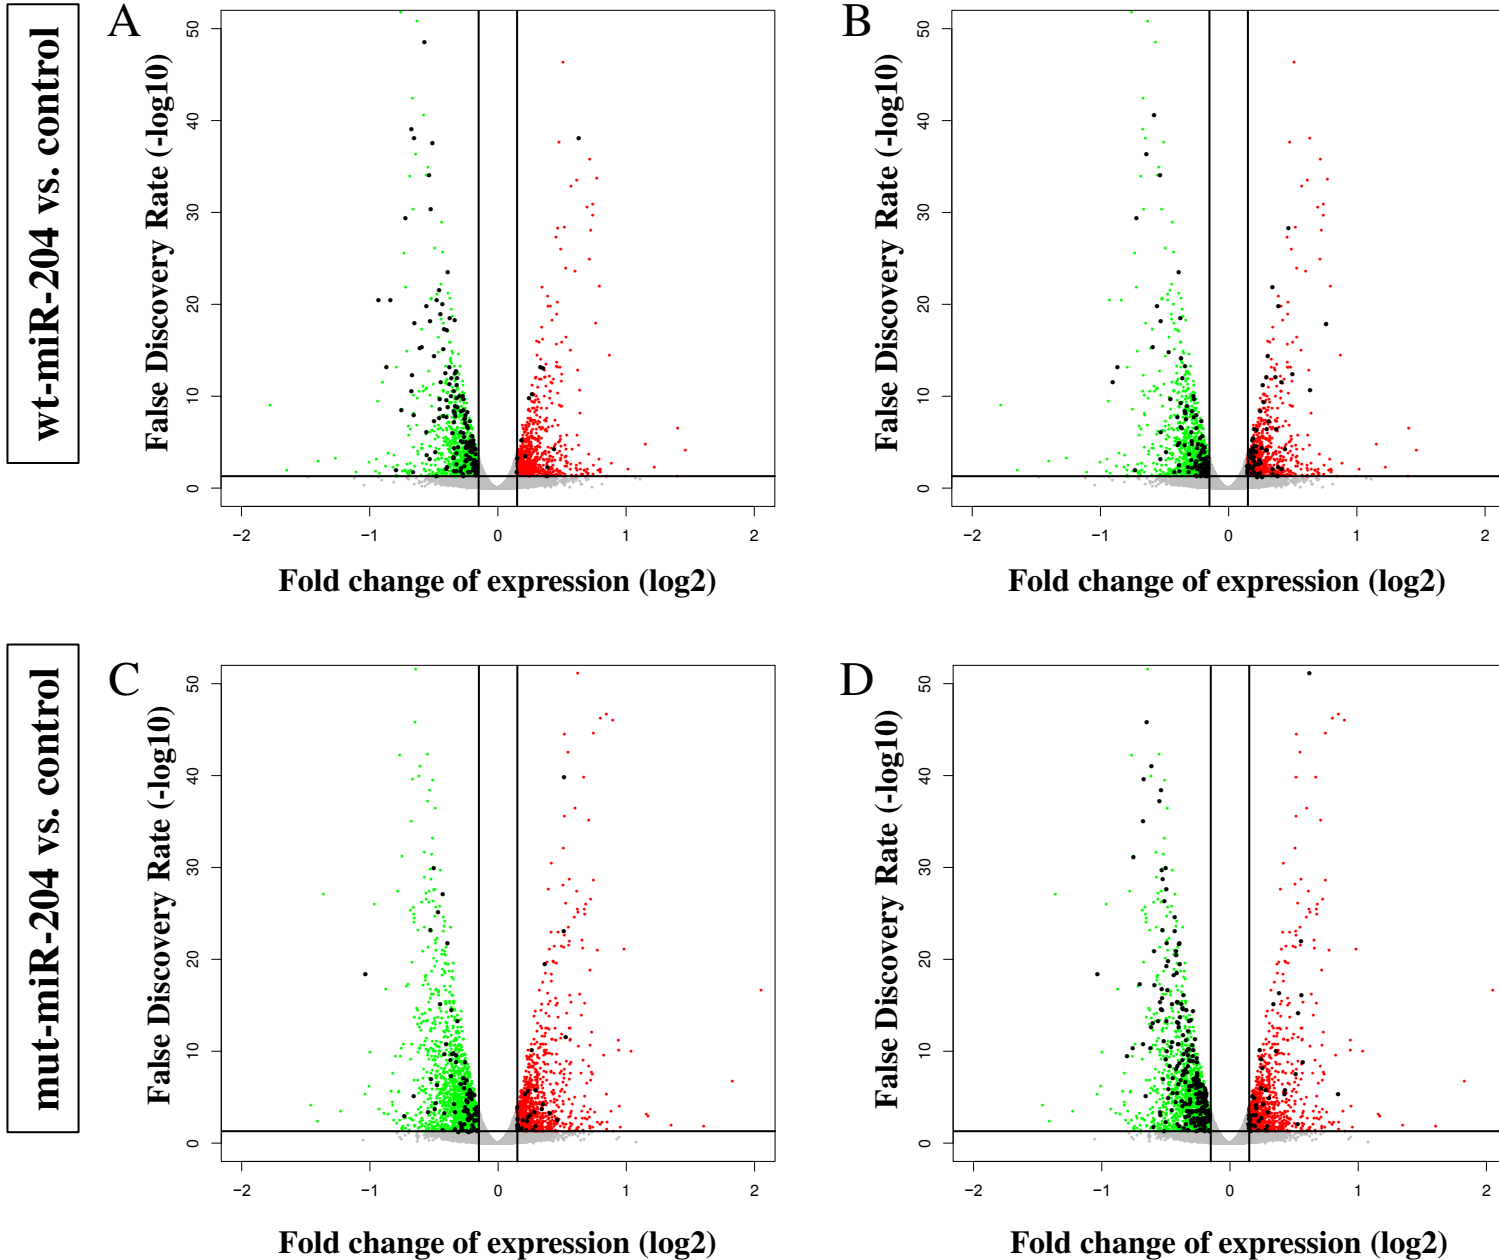 wt-miR-204 vs. control
A
False Discovery Rate (-log10)
50
40
30
20
10
0
−2 −1 0 1 2
Fold change of expression (log2)
B
False Discovery Rate (-log10)
50
40
30
20
10
0
−2 −1 0 1 2
Fold change of expression (log2)
mut-miR-204 vs. control
C
False Discovery Rate (-log10)
50
40
30
20
10
0
−2 −1 0 1 2
Fold change of expression (log2)
D
False Discovery Rate (-log10)
50
40
30
20
10
0
−2 −1 0 1 2
Fold change of expression (log2)